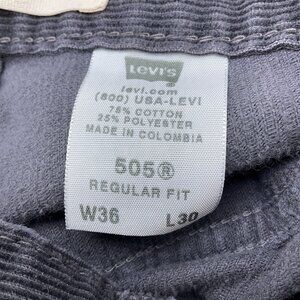 LEVI'S
levi.com
(800) USA-LEVI
75% COTTON
25% POLYESTER
MADE IN COLOMBIA
505®
REGULAR FIT
W36 L30